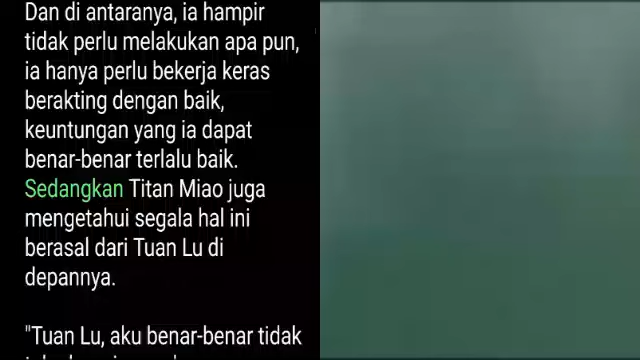 Dan di antaranya, ia hampir
tidak perlu melakukan apa pun,
ia hanya perlu bekerja keras
berakting dengan baik,
keuntungan yang ia dapat
benar-benar terlalu baik.
Sedangkan Titan Miao juga
mengetahui segala hal ini
berasal dari Tuan Lu di
depannya.
"Tuan Lu, aku benar-benar tidak